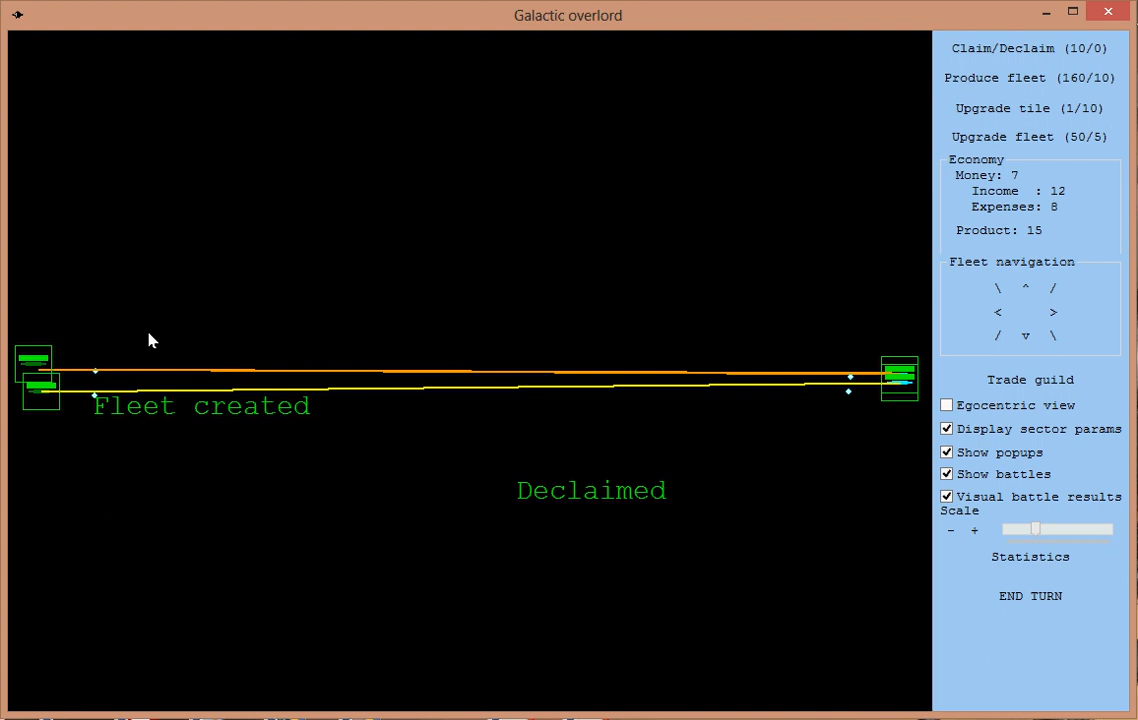 Galactic overlord
Claim/Declaim (10/0)
Produce fleet (160/10)
Upgrade tile (1/10)
Upgrade fleet (50/5)
Economy
Money: 7
Income : 12
Expenses: 8
Product: 15
Fleet navigation
\ ^ /
< >
/ v \
Trade guild
Egocentric view
Display sector params
Show popups
Show battles
Visual battle results
Scale
- +
Statistics
END TURN
Fleet created
Declaimed